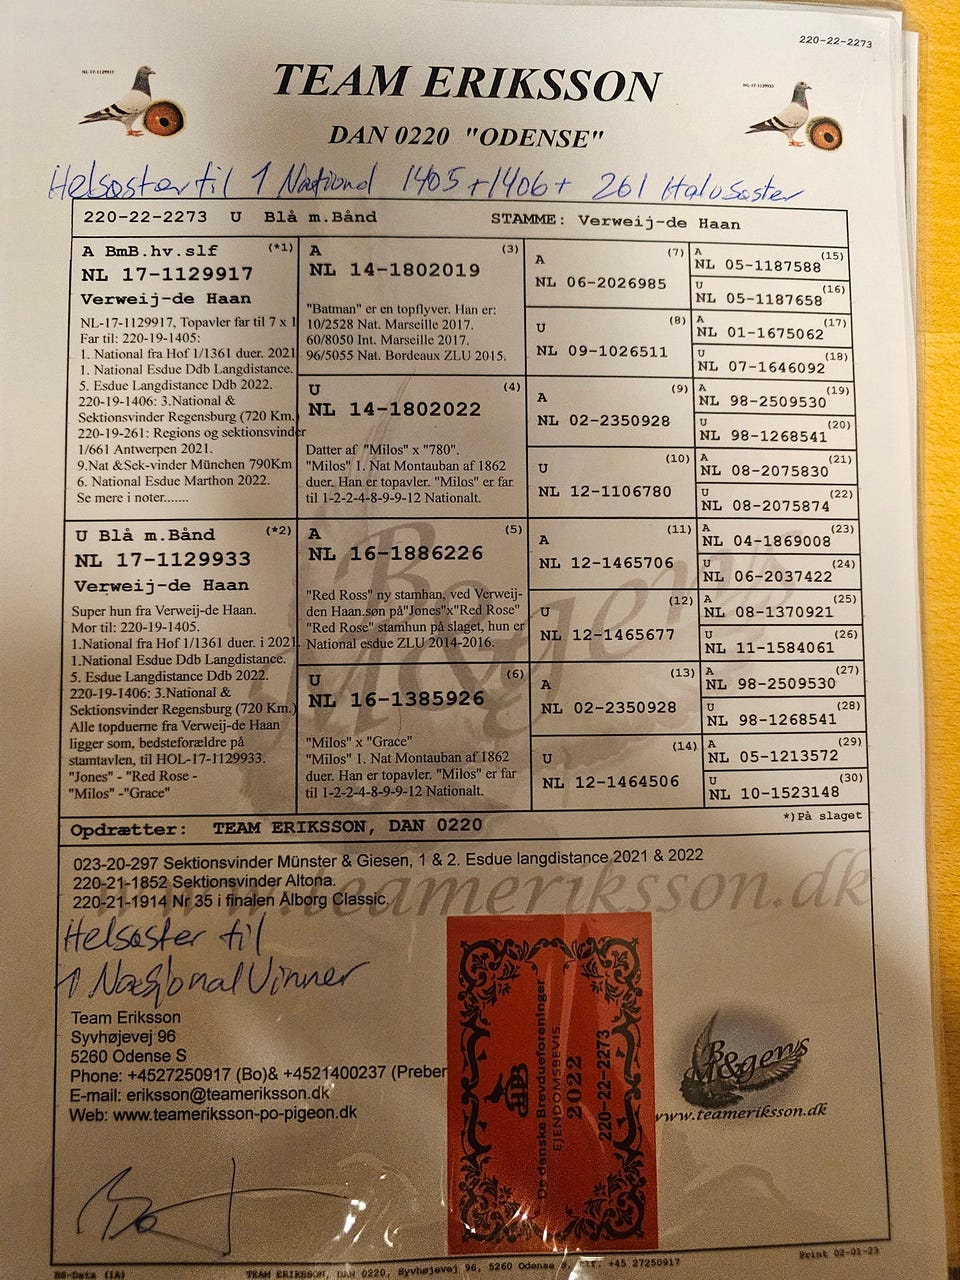 220-22-2273
NL-17-1129917
NL-17-1129933
TEAM ERIKSSON
DAN 0220 "ODENSE"
Helsøster til 1 National 1405+1406+ 261 Halvsøster
220-22-2273 U Blå m.Bånd STAMME: Verweij-de Haan
A BmB.hv.slf (*1)
NL 17-1129917
Verweij-de Haan
NL-17-1129917, Topavler far til 7 x 1
Far til: 220-19-1405:
1. National fra Hof 1/1361 duer. 2021
1. National Esdue Ddb Langdistance.
5. Esdue Langdistance Ddb 2022.
220-19-1406: 3.National &
Sektionsvinder Regensburg (720 Km.)
220-19-261: Regions og sektionsvinder
1/661 Antwerpen 2021.
9.Nat &Sek-vinder München 790Km
6. National Esdue Marthon 2022.
Se mere i noter.......
U Blå m.Bånd (*2)
NL 17-1129933
Verweij-de Haan
Super hun fra Verweij-de Haan.
Mor til: 220-19-1405.
1.National fra Hof 1/1361 duer. i 2021.
1.National Esdue Ddb Langdistance.
5. Esdue Langdistance Ddb 2022.
220-19-1406: 3.National &
Sektionsvinder Regensburg (720 Km.)
Alle topduerne fra Verweij-de Haan
ligger som, bedsteforældre på
stamtavlen, til HOL-17-1129933.
"Jones" - "Red Rose -
"Milos" -"Grace"
A (3)
NL 14-1802019
"Batman" er en topflyver. Han er:
10/2528 Nat. Marseille 2017.
60/8050 Int. Marseille 2017.
96/5055 Nat. Bordeaux ZLU 2015.
U (4)
NL 14-1802022
Datter af "Milos" x "780".
"Milos" 1. Nat Montauban af 1862
duer. Han er topavler. "Milos" er far
til 1-2-2-4-8-9-9-12 Nationalt.
A (5)
NL 16-1886226
"Red Ross" ny stamhan, ved Verweij-
den Haan.søn på"Jones"x"Red Rose"
"Red Rose" stamhun på slaget, hun er
National esdue ZLU 2014-2016.
U (6)
NL 16-1385926
"Milos" x "Grace"
"Milos" 1. Nat Montauban af 1862
duer. Han er topavler. "Milos" er far
til 1-2-2-4-8-9-9-12 Nationalt.
A (7)
NL 06-2026985
U (8)
NL 09-1026511
A (9)
NL 02-2350928
U (10)
NL 12-1106780
A (11)
NL 12-1465706
U (12)
NL 12-1465677
A (13)
NL 02-2350928
U (14)
NL 12-1464506
A (15)
NL 05-1187588
U (16)
NL 05-1187658
A (17)
NL 01-1675062
U (18)
NL 07-1646092
A (19)
NL 98-2509530
U (20)
NL 98-1268541
A (21)
NL 08-2075830
U (22)
NL 08-2075874
A (23)
NL 04-1869008
U (24)
NL 06-2037422
A (25)
NL 08-1370921
U (26)
NL 11-1584061
A (27)
NL 98-2509530
U (28)
NL 98-1268541
A (29)
NL 05-1213572
U (30)
NL 10-1523148
Opdrætter: TEAM ERIKSSON, DAN 0220 *)På slaget
023-20-297 Sektionsvinder Münster & Giesen, 1 & 2. Esdue langdistance 2021 & 2022
220-21-1852 Sektionsvinder Altona.
220-21-1914 Nr 35 i finalen Ålborg Classic.
www.teameriksson.dk
Helsøster til
1 Nasjonal Vinner
Team Eriksson
Syvhøjevej 96
5260 Odense S
Phone: +4527250917 (Bo)& +4521400237 (Preber
E-mail: eriksson@teameriksson.dk
Web: www.teameriksson-po-pigeon.dk
De danske Brevdueforeninger
EJENDOMSBEVIS
2022
220-22-2273
Bo
M&gens
www.teameriksson.dk
Print 02-01-23
BS-Data (1A) TEAM ERIKSSON, DAN 0220, Syvhøjevej 96, 5260 Odense S, Tlf. +45 27250917